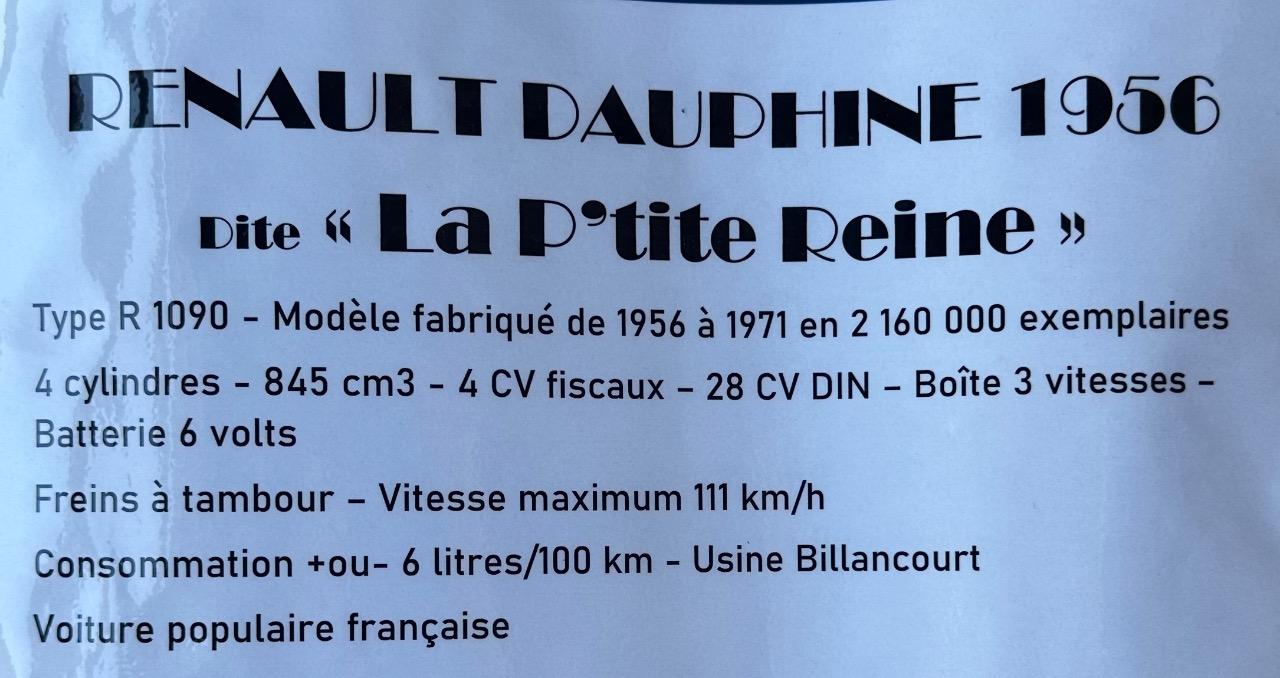 RENAULT DAUPHINE 1956
Dite « La P'tite Reine »
Type R 1090 – Modèle fabriqué de 1956 à 1971 en 2 160 000 exemplaires
4 cylindres – 845 cm3 – 4 CV fiscaux – 28 CV DIN – Boîte 3 vitesses –
Batterie 6 volts
Freins à tambour – Vitesse maximum 111 km/h
Consommation +ou- 6 litres/100 km - Usine Billancourt
Voiture populaire française